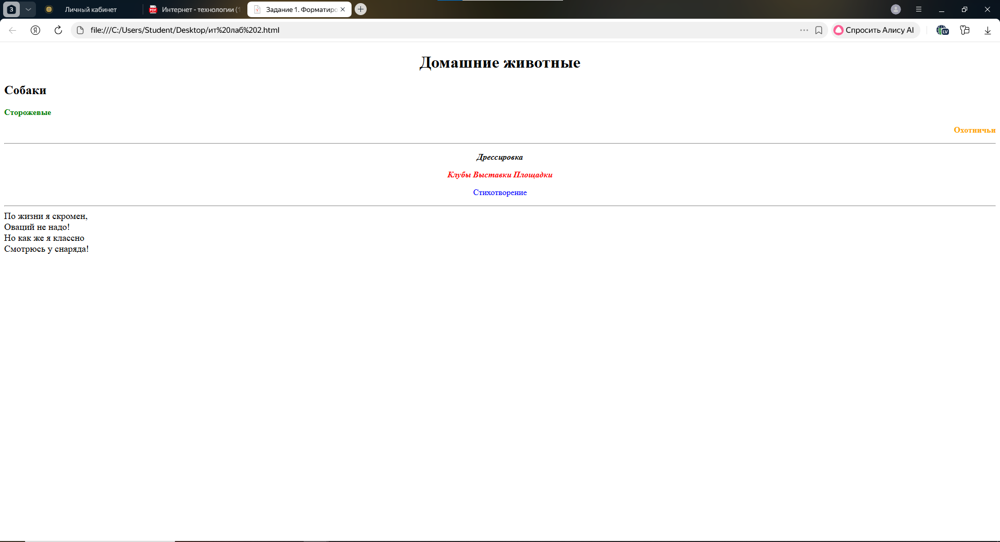 3
Личный кабинет
PDF
Интернет - технологии (1
Y
Задание 1. Форматиро
Я
file:///C:/Users/Student/Desktop/ит%20лаб%202.html
Спросить Алису AI
LV
Домашние животные
Собаки
Сторожевые
Охотничьи
Дрессировка
Клубы Выставки Площадки
Стихотворение
По жизни я скромен,
Оваций не надо!
Но как же я классно
Смотрюсь у снаряда!